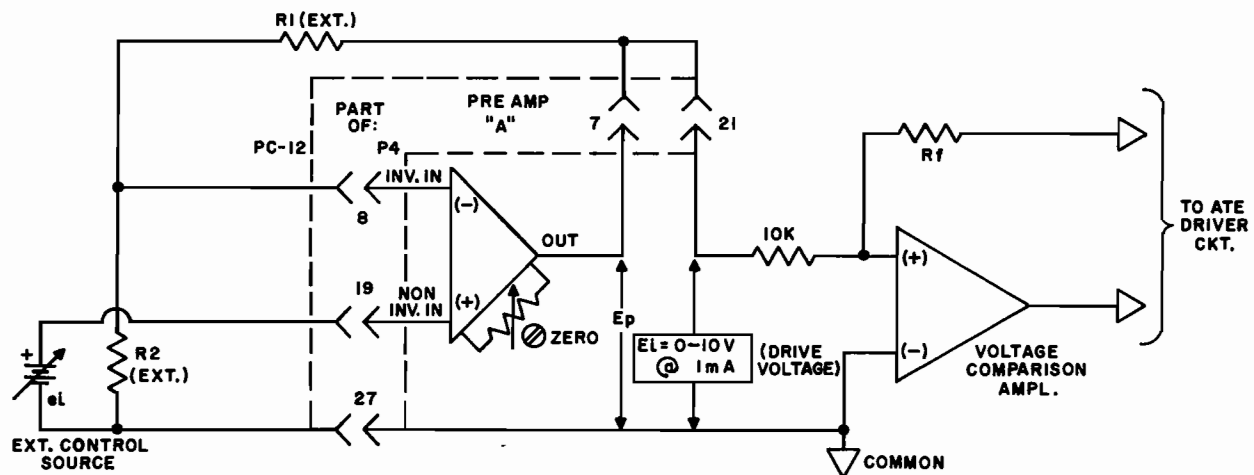 R1 (EXT.)
PRE AMP
"A"
PART
OF:
PC-12
P4
7
21
Rf
INV. IN
(-)
8
OUT
10K
(+)
TO ATE
DRIVER
CKT.
19
NON
INV. IN
(+)
ZERO
Ep
Ei = 0-10V
@ 1mA
(DRIVE
VOLTAGE)
(-)
VOLTAGE
COMPARISON
AMPL.
+
ei
R2
(EXT.)
27
EXT. CONTROL
SOURCE
COMMON